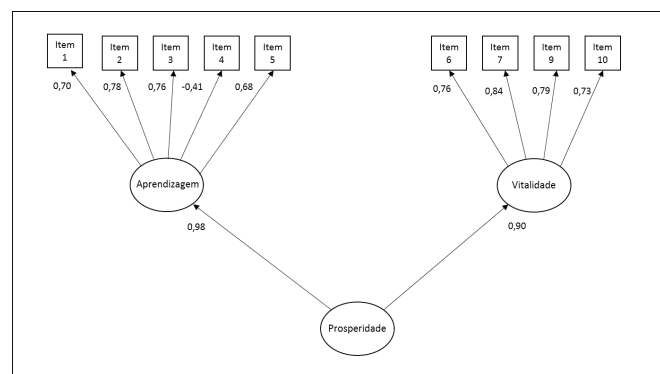 Item 1
Item 2
Item 3
Item 4
Item 5
Item 6
Item 7
Item 9
Item 10
0,70
0,78
0,76
-0,41
0,68
0,76
0,84
0,79
0,73
Aprendizagem
Vitalidade
0,98
0,90
Prosperidade